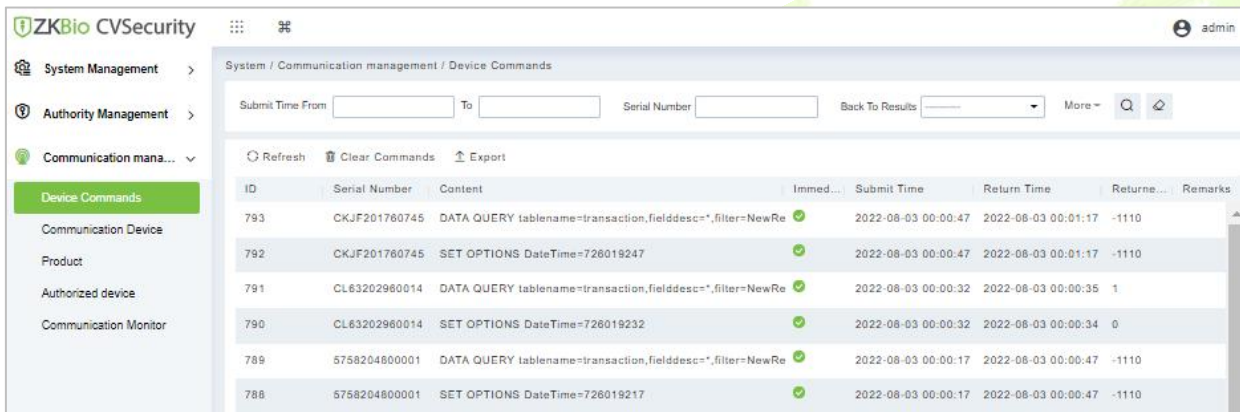 ZKBio CVSecurity
admin
System Management
Authority Management
Communication mana...
Device Commands
Communication Device
Product
Authorized device
Communication Monitor
System / Communication management / Device Commands
Submit Time From To Serial Number Back To Results ---------- More
Refresh Clear Commands Export
ID Serial Number Content Immed... Submit Time Return Time Returne... Remarks
793 CKJF201760745 DATA QUERY tablename=transaction,fielddesc=*,filter=NewRe 2022-08-03 00:00:47 2022-08-03 00:01:17 -1110
792 CKJF201760745 SET OPTIONS DateTime=726019247 2022-08-03 00:00:47 2022-08-03 00:01:17 -1110
791 CL63202960014 DATA QUERY tablename=transaction,fielddesc=*,filter=NewRe 2022-08-03 00:00:32 2022-08-03 00:00:35 1
790 CL63202960014 SET OPTIONS DateTime=726019232 2022-08-03 00:00:32 2022-08-03 00:00:34 0
789 5758204800001 DATA QUERY tablename=transaction,fielddesc=*,filter=NewRe 2022-08-03 00:00:17 2022-08-03 00:00:47 -1110
788 5758204800001 SET OPTIONS DateTime=726019217 2022-08-03 00:00:17 2022-08-03 00:00:47 -1110